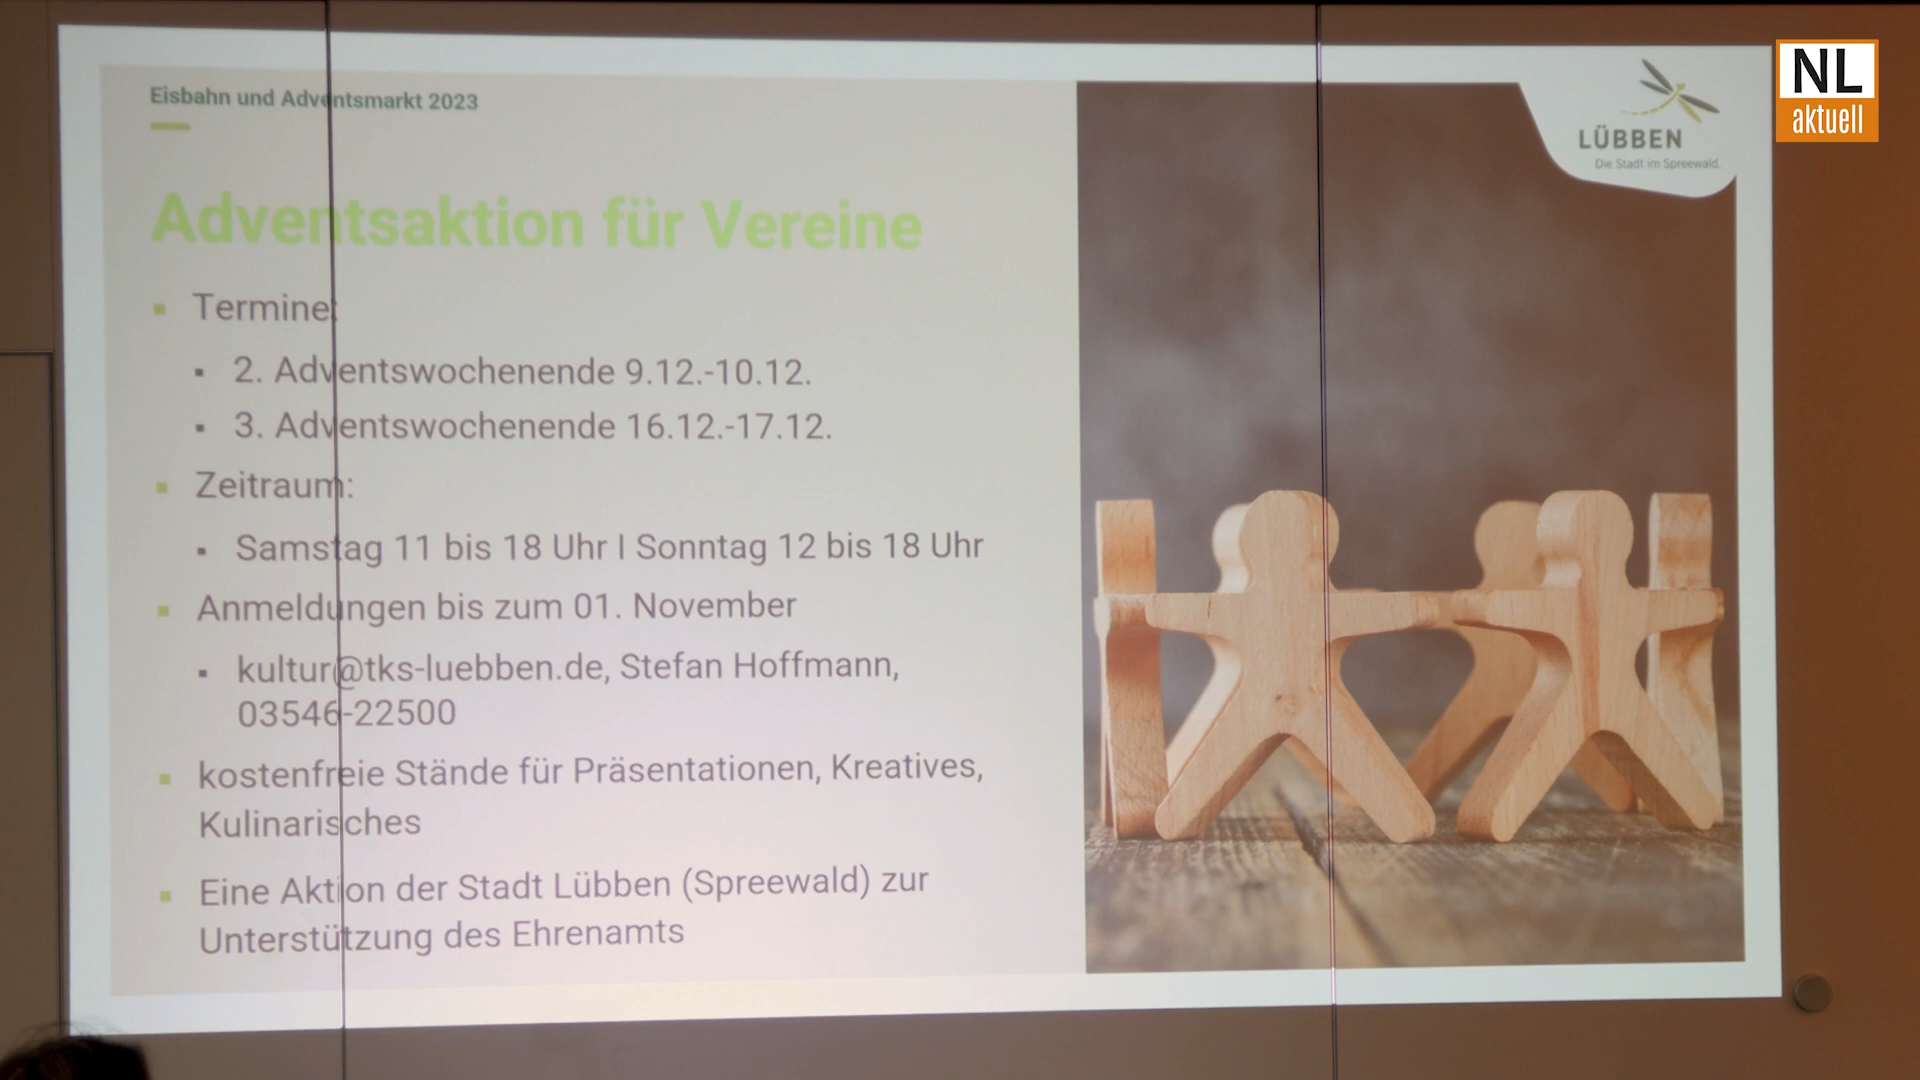 Eisbahn und Adventsmarkt 2023
Adventsaktion für Vereine
Termine:
2. Adventswochenende 9.12.-10.12.
3. Adventswochenende 16.12.-17.12.
Zeitraum:
Samstag 11 bis 18 Uhr I Sonntag 12 bis 18 Uhr
Anmeldungen bis zum 01. November
kultur@tks-luebben.de, Stefan Hoffmann,
03546-22500
kostenfreie Stände für Präsentationen, Kreatives,
Kulinarisches
Eine Aktion der Stadt Lübben (Spreewald) zur
Unterstützung des Ehrenamts
LÜBBEN
Die Stadt im Spreewald.
NL
aktuell